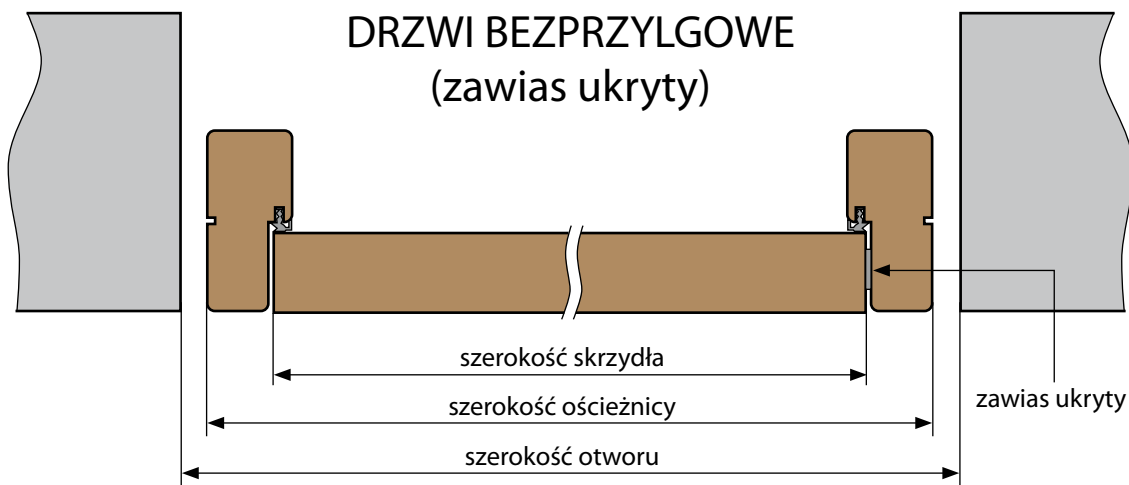 DRZWI BEZPRZYLGOWE
(zawias ukryty)
szerokość skrzydła
zawias ukryty
szerokość ościeżnicy
szerokość otworu